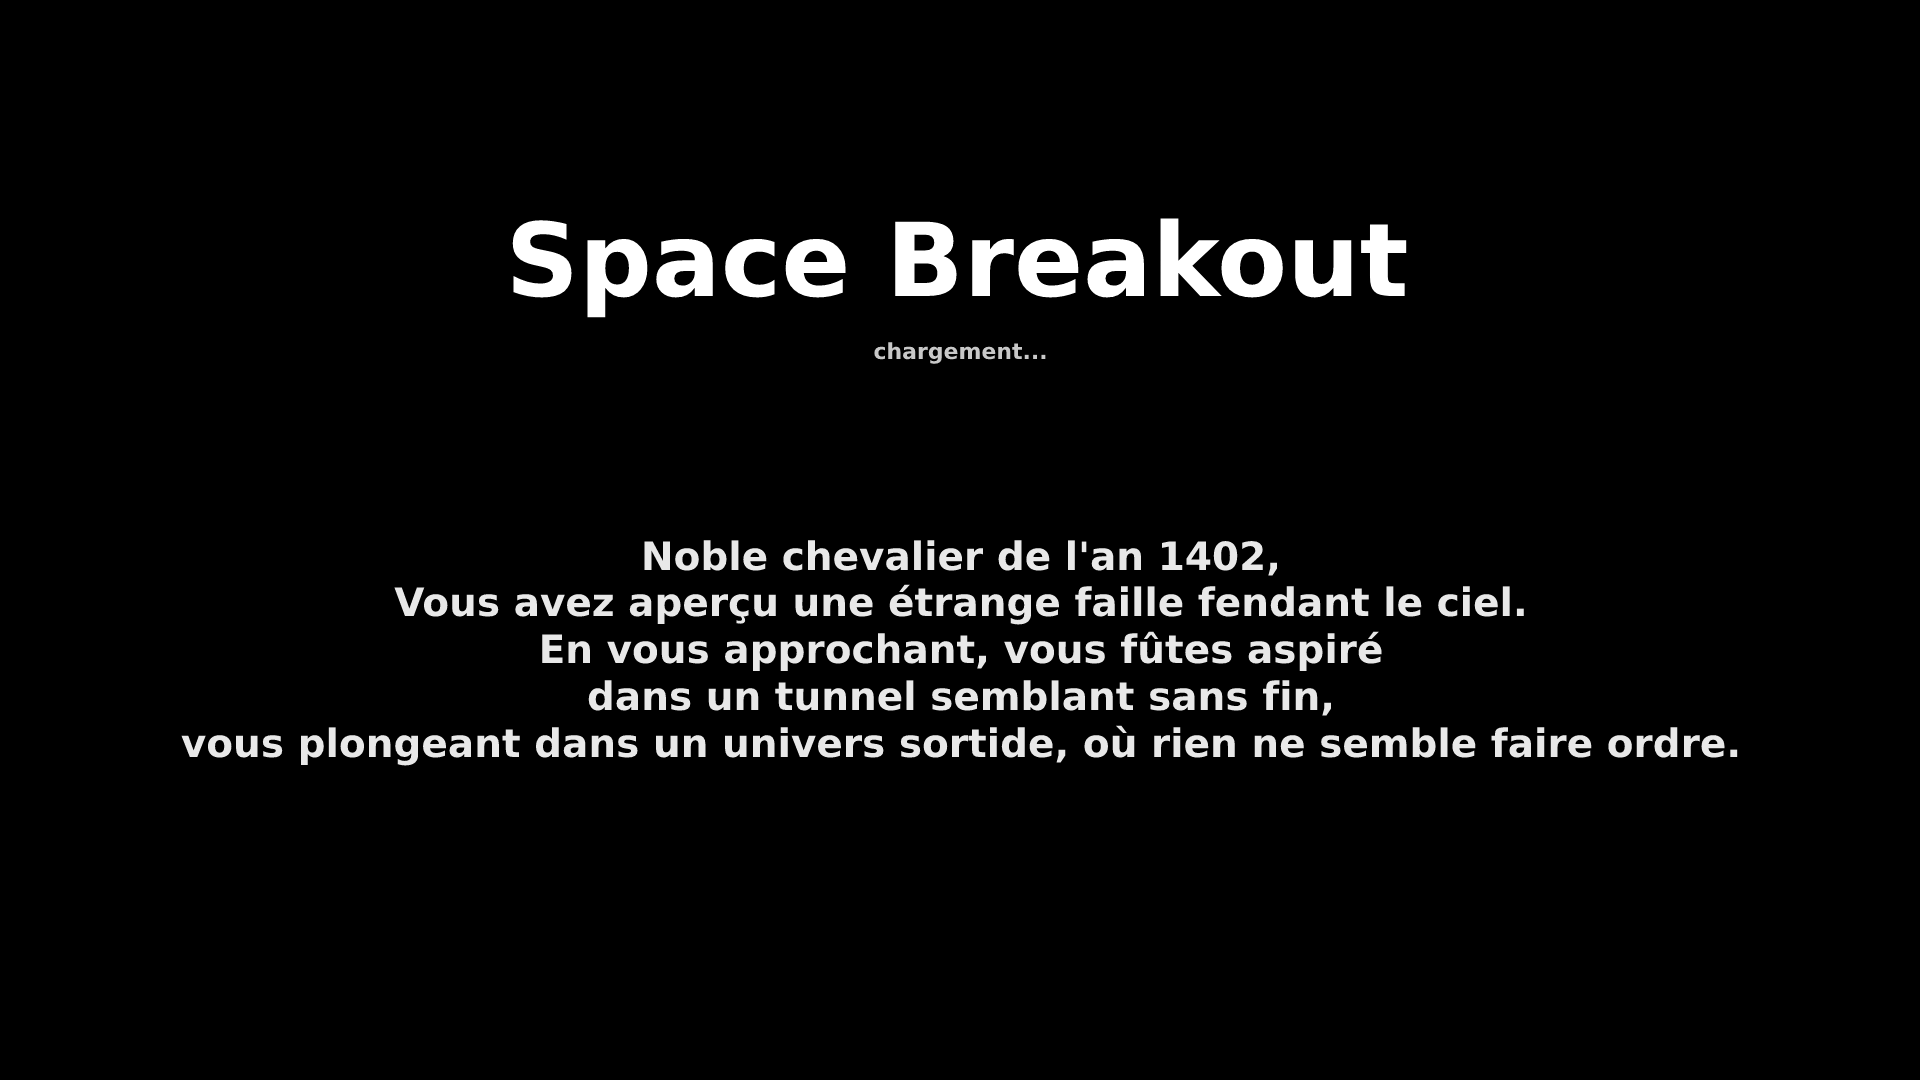 Space Breakout
chargement...
Noble chevalier de l'an 1402,
Vous avez aperçu une étrange faille fendant le ciel.
En vous approchant, vous fûtes aspiré
dans un tunnel semblant sans fin,
vous plongeant dans un univers sortide, où rien ne semble faire ordre.